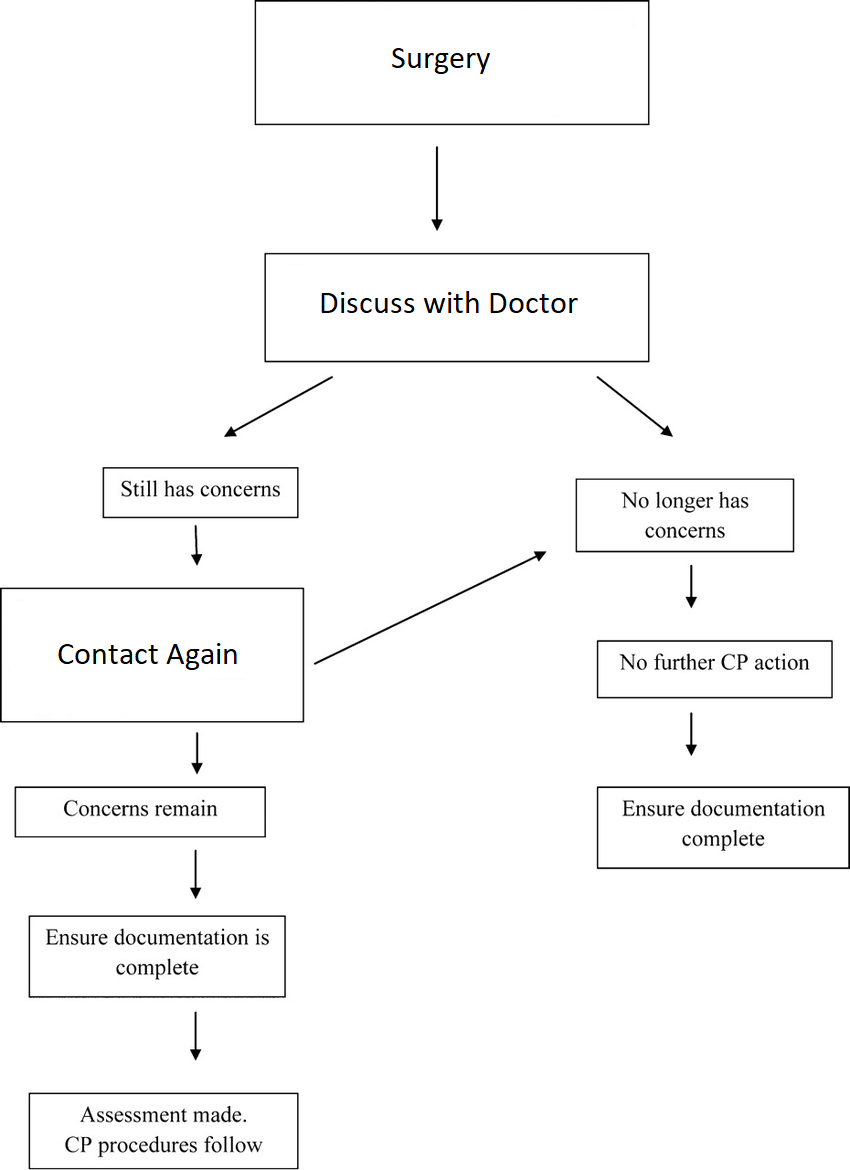 Surgery
Discuss with Doctor
Still has concerns
No longer has
concerns
Contact Again
No further CP action
Concerns remain
Ensure documentation
complete
Ensure documentation is
complete
Assessment made.
CP procedures follow